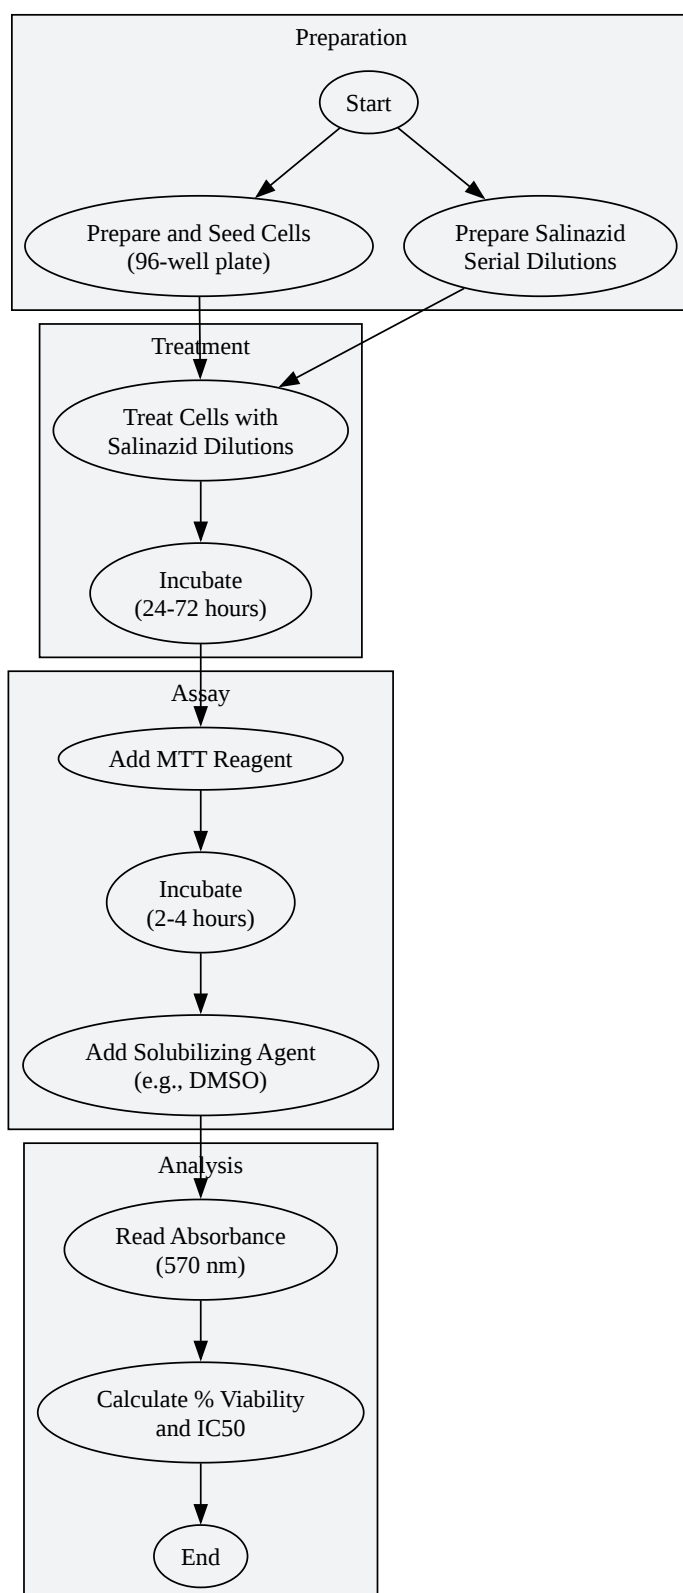 Preparation
Start
Prepare and Seed Cells
(96-well plate)
Prepare Salinazid
Serial Dilutions
Treatment
Treat Cells with
Salinazid Dilutions
Incubate
(24-72 hours)
Assay
Add MTT Reagent
Incubate
(2-4 hours)
Add Solubilizing Agent
(e.g., DMSO)
Analysis
Read Absorbance
(570 nm)
Calculate % Viability
and IC50
End